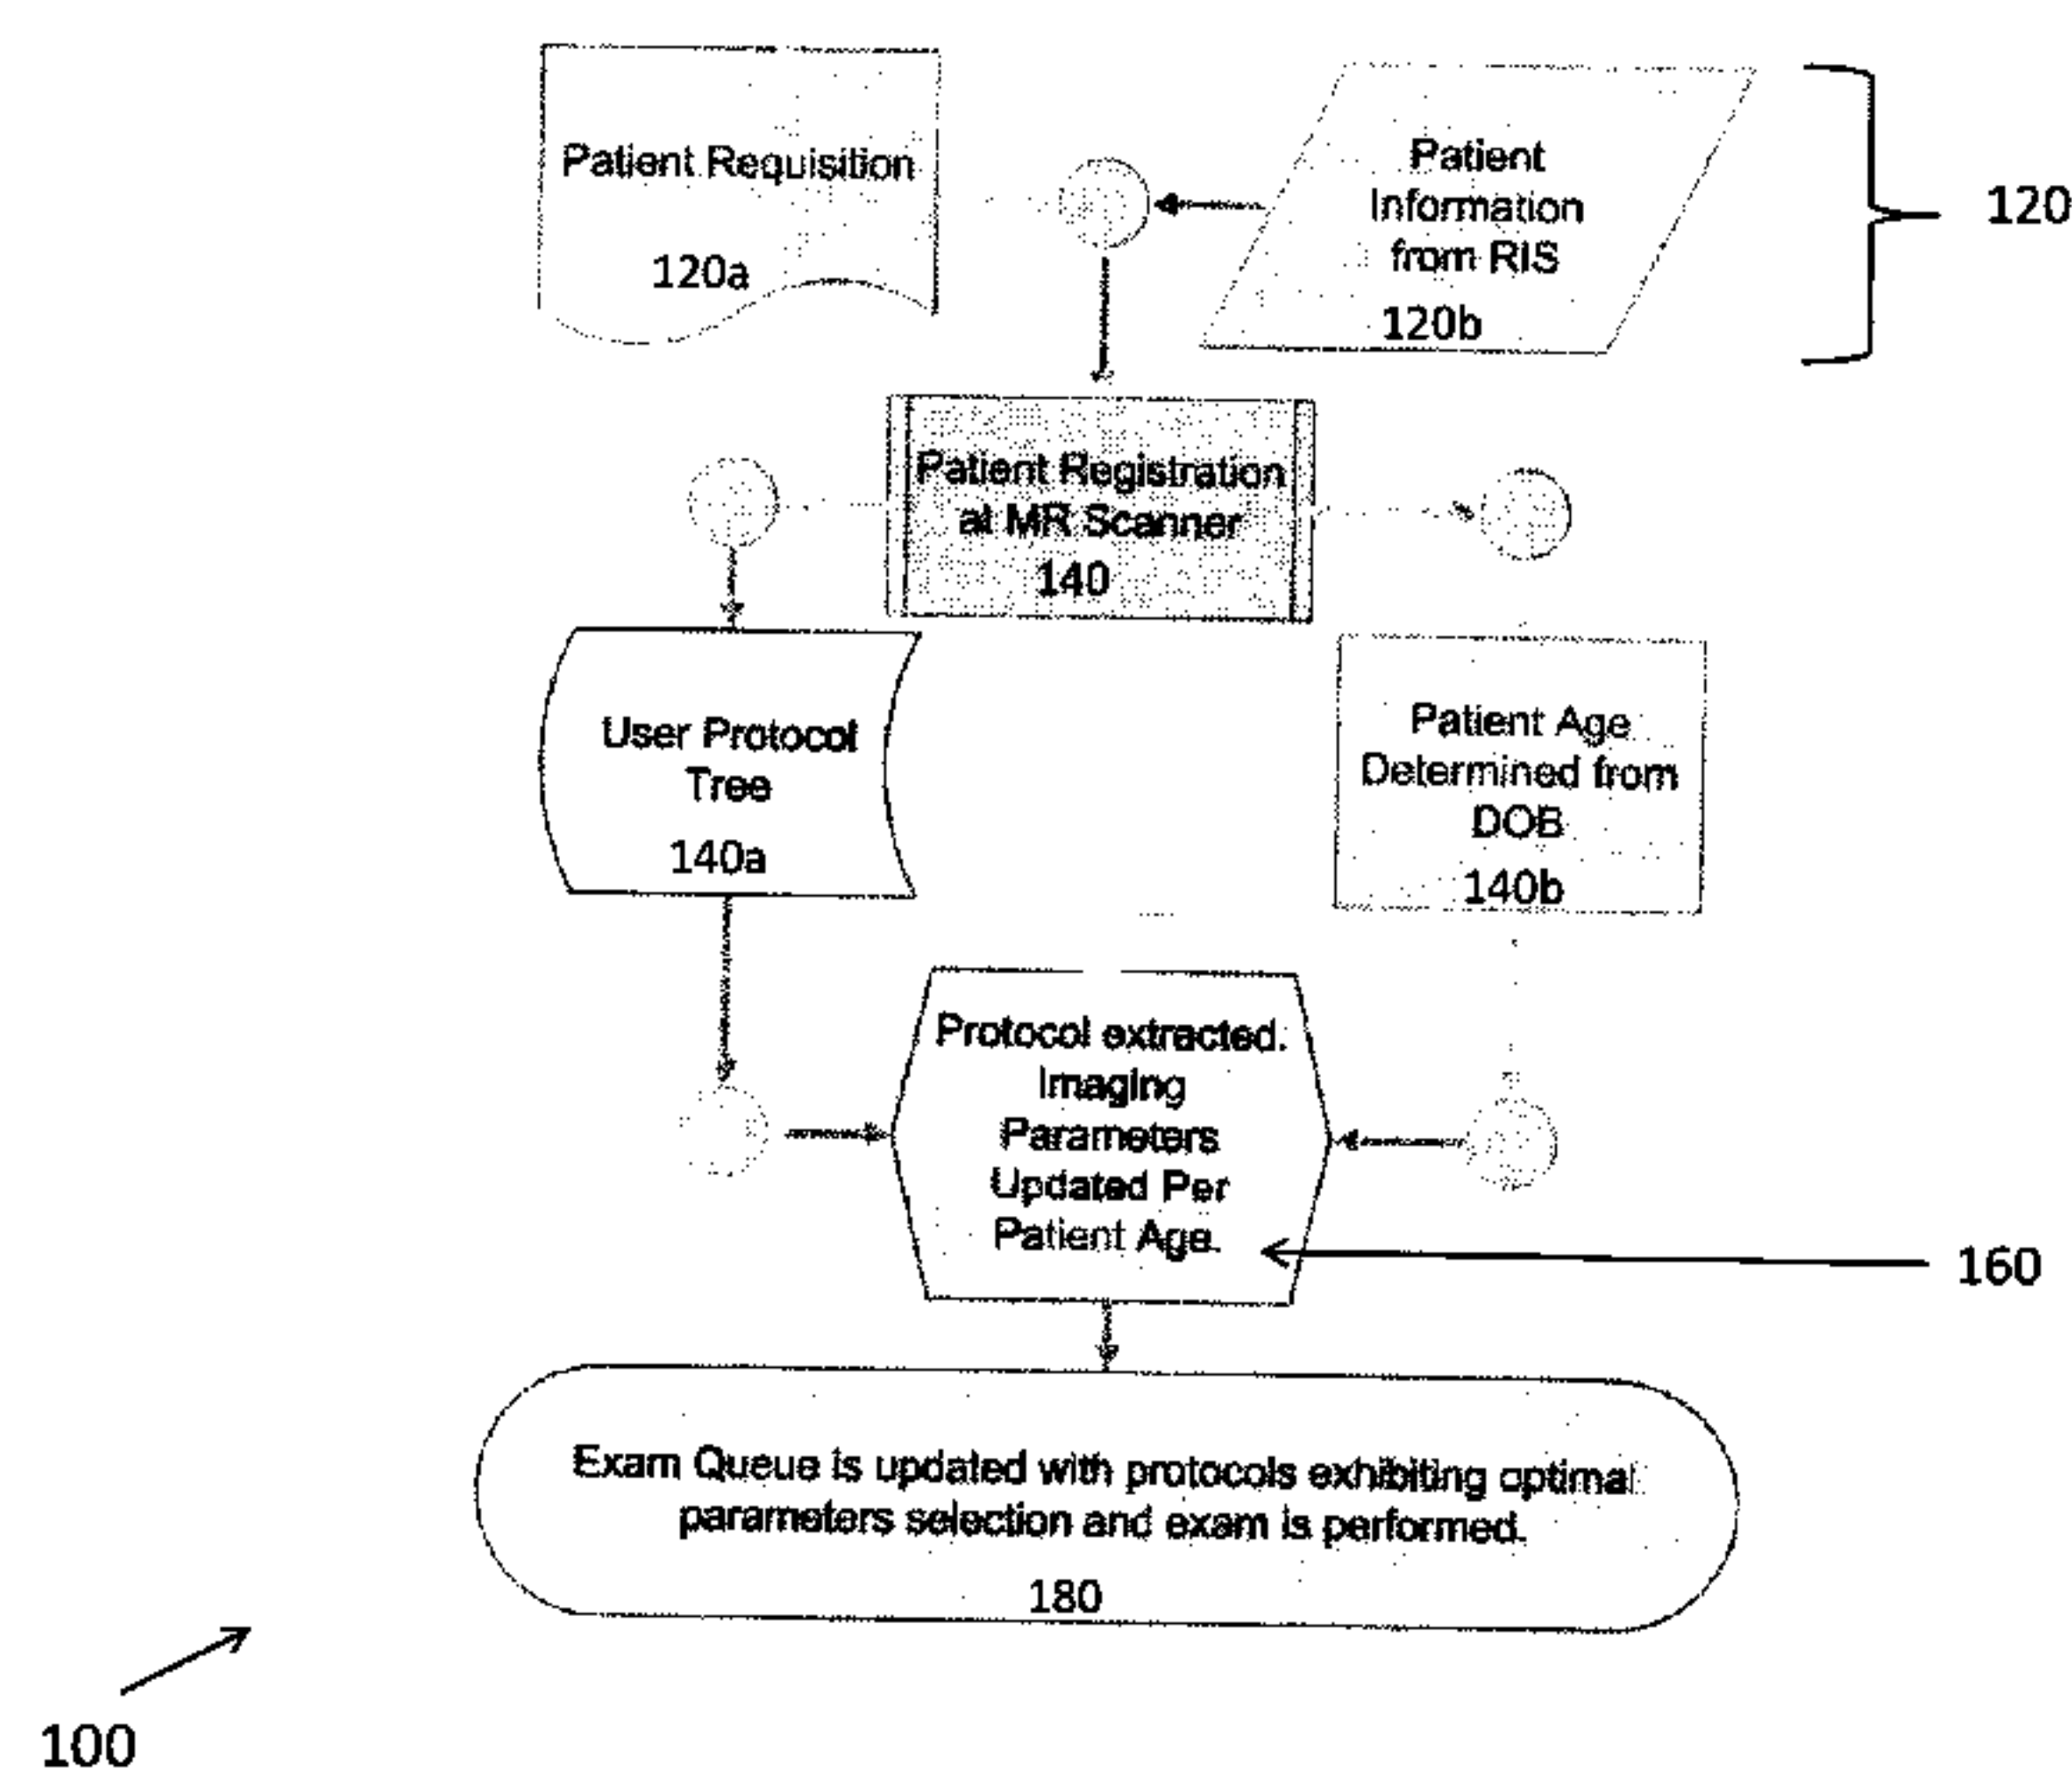 Patient Requisition
120a
Patient
Information
from RIS
120b
120
Patient Registration
at MR Scanner
140
User Protocol
Tree
140a
Patient Age
Determined from
DOB
140b
Protocol extracted.
Imaging
Parameters
Updated Per
Patient Age.
160
Exam Queue is updated with protocols exhibiting optimal
parameters selection and exam is performed.
180
100